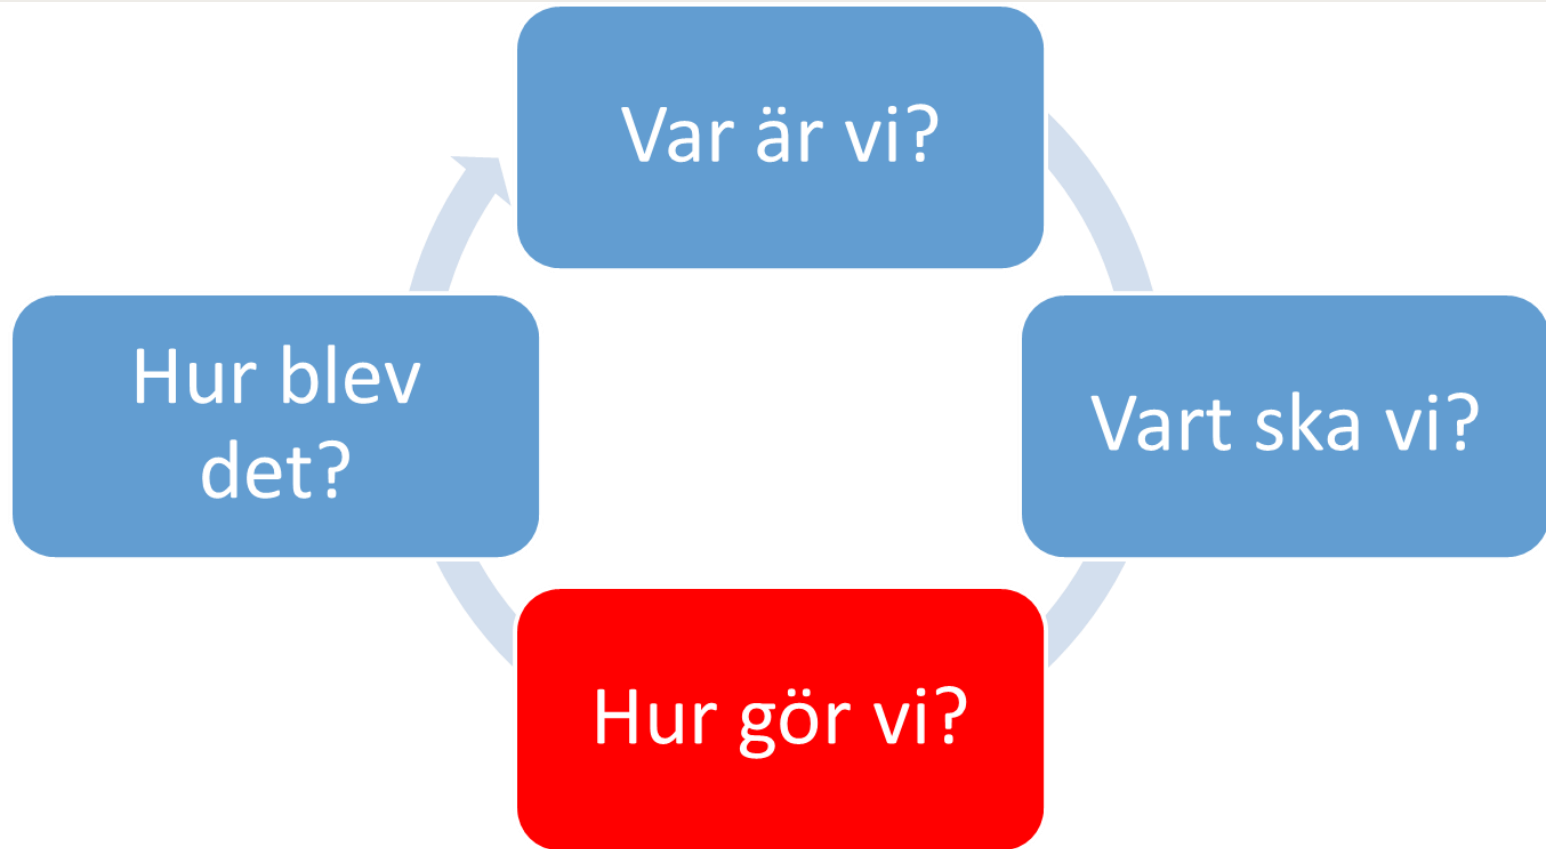 Var är vi?
Vart ska vi?
Hur gör vi?
Hur blev
det?